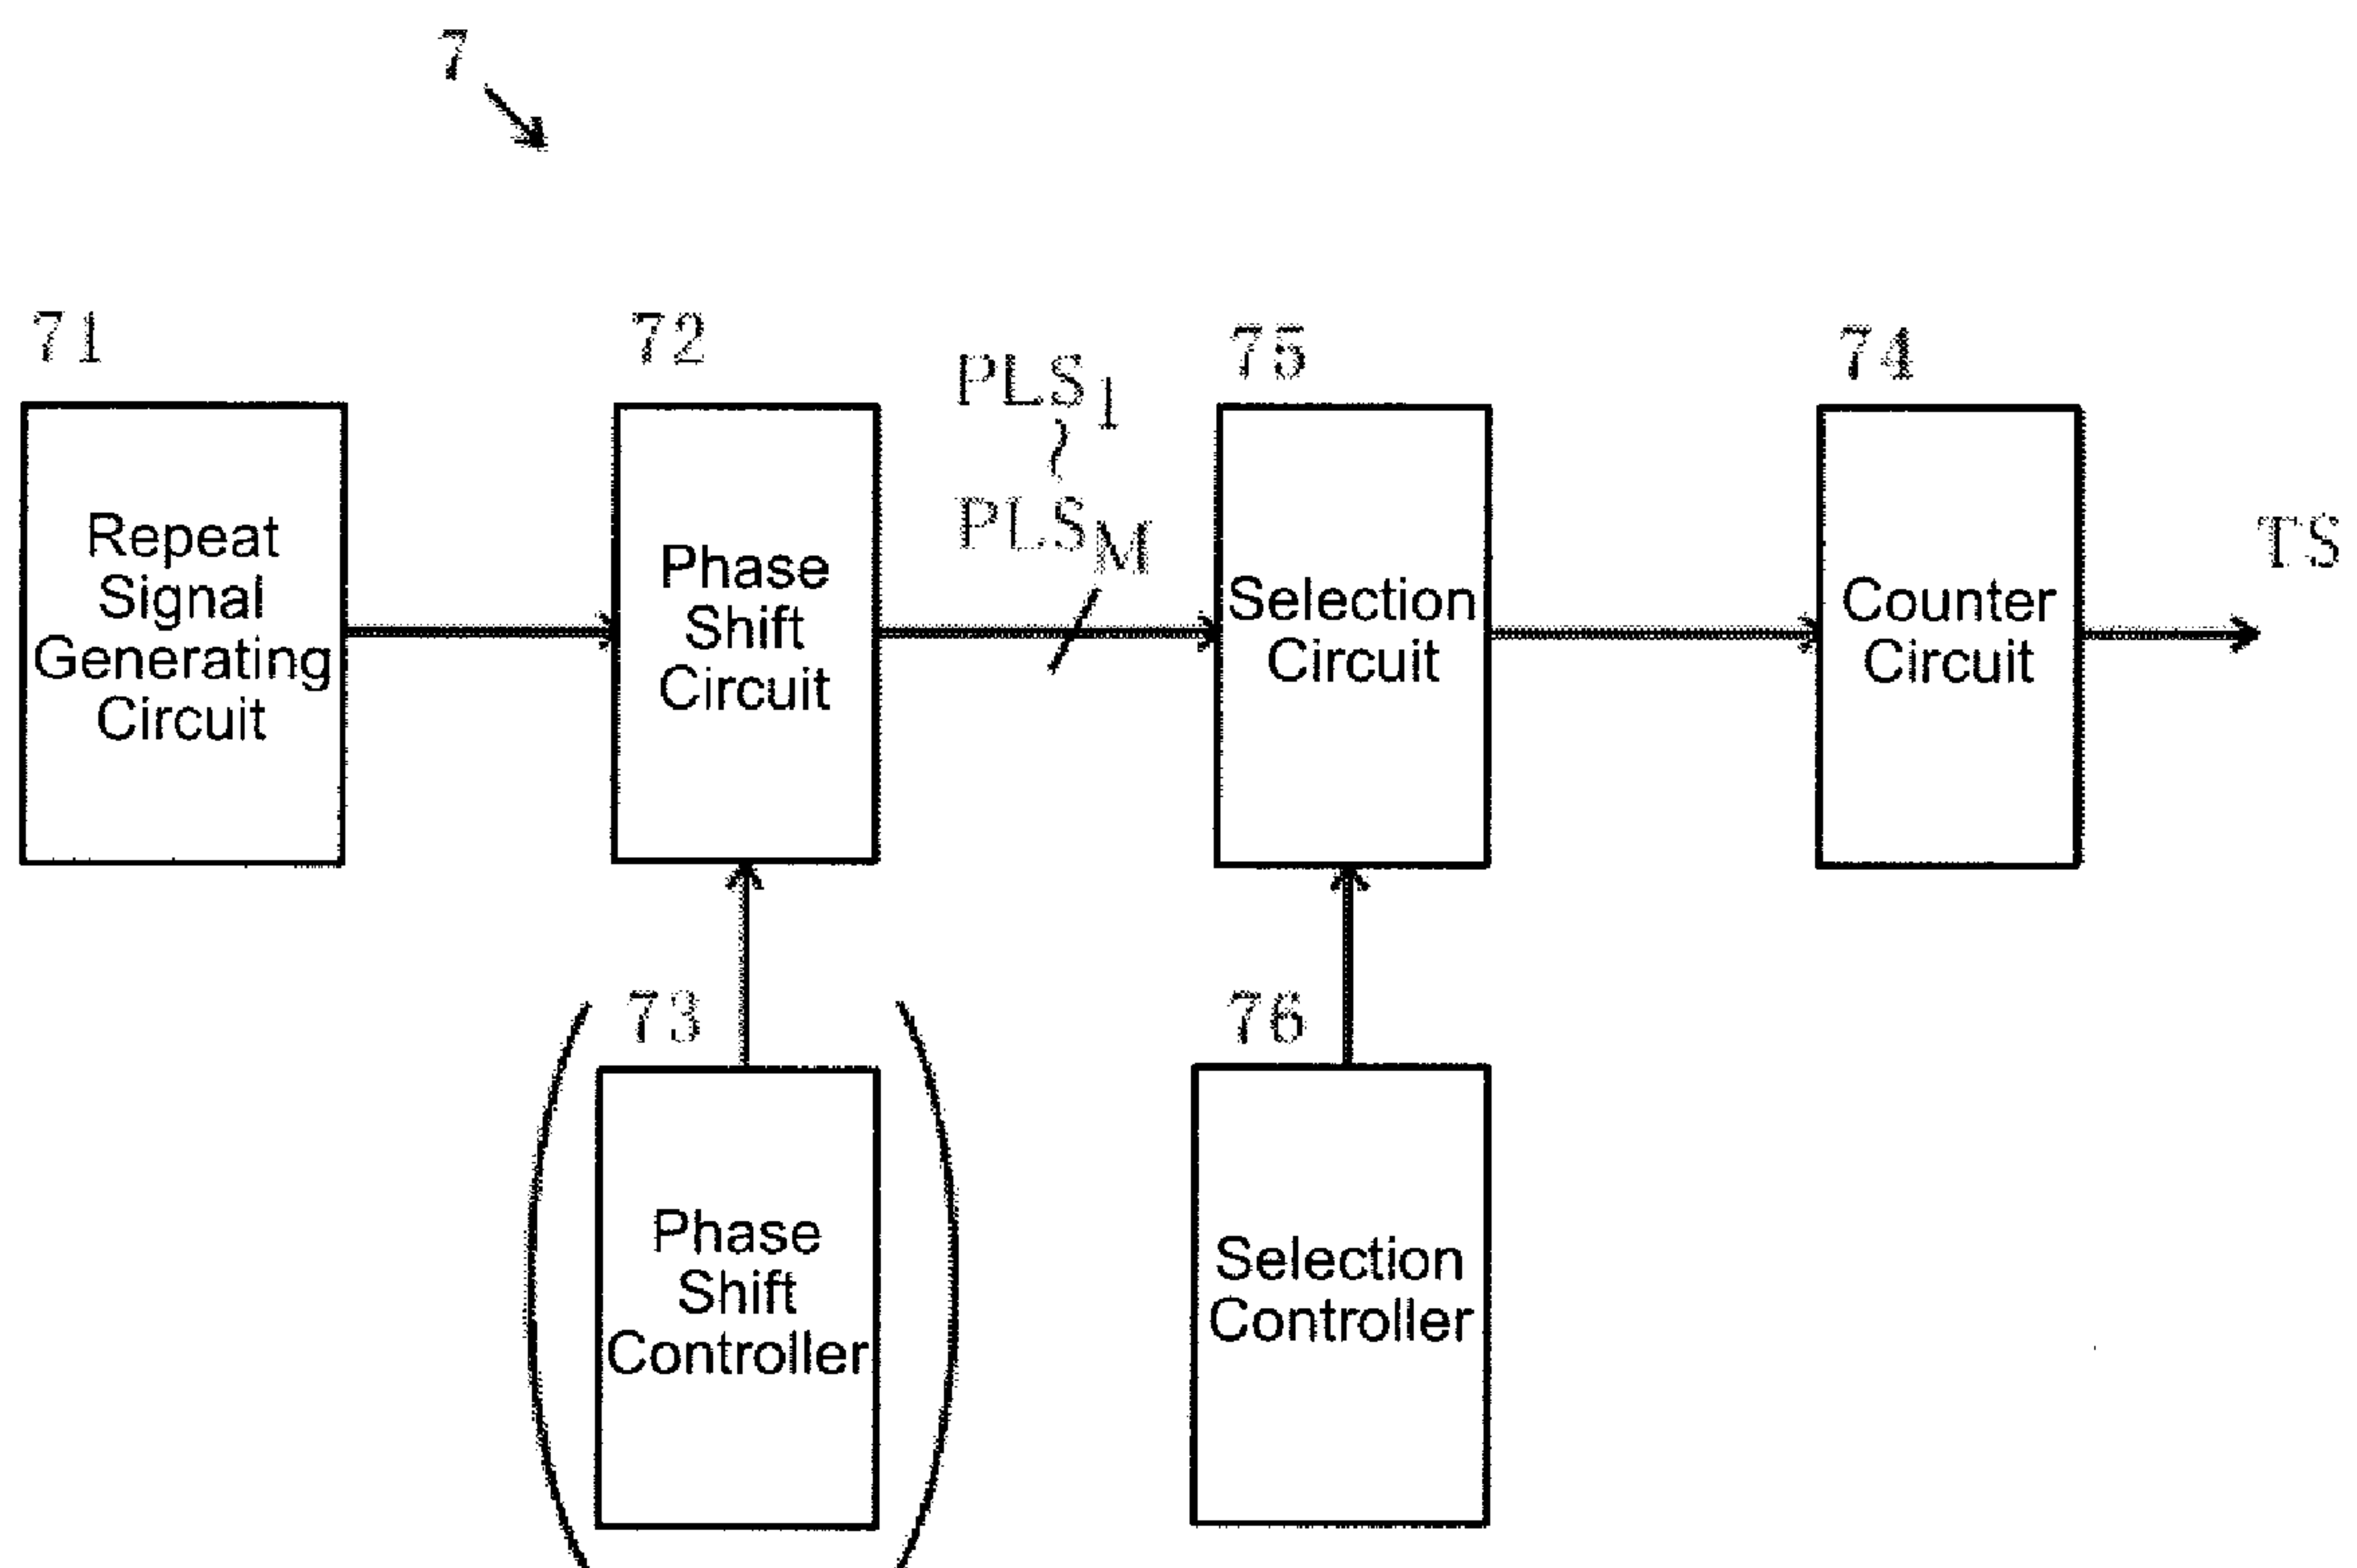 7
71
Repeat
Signal
Generating
Circuit
72
Phase
Shift
Circuit
PLS1
~
PLSM
75
Selection
Circuit
74
Counter
Circuit
TS
73
Phase
Shift
Controller
76
Selection
Controller